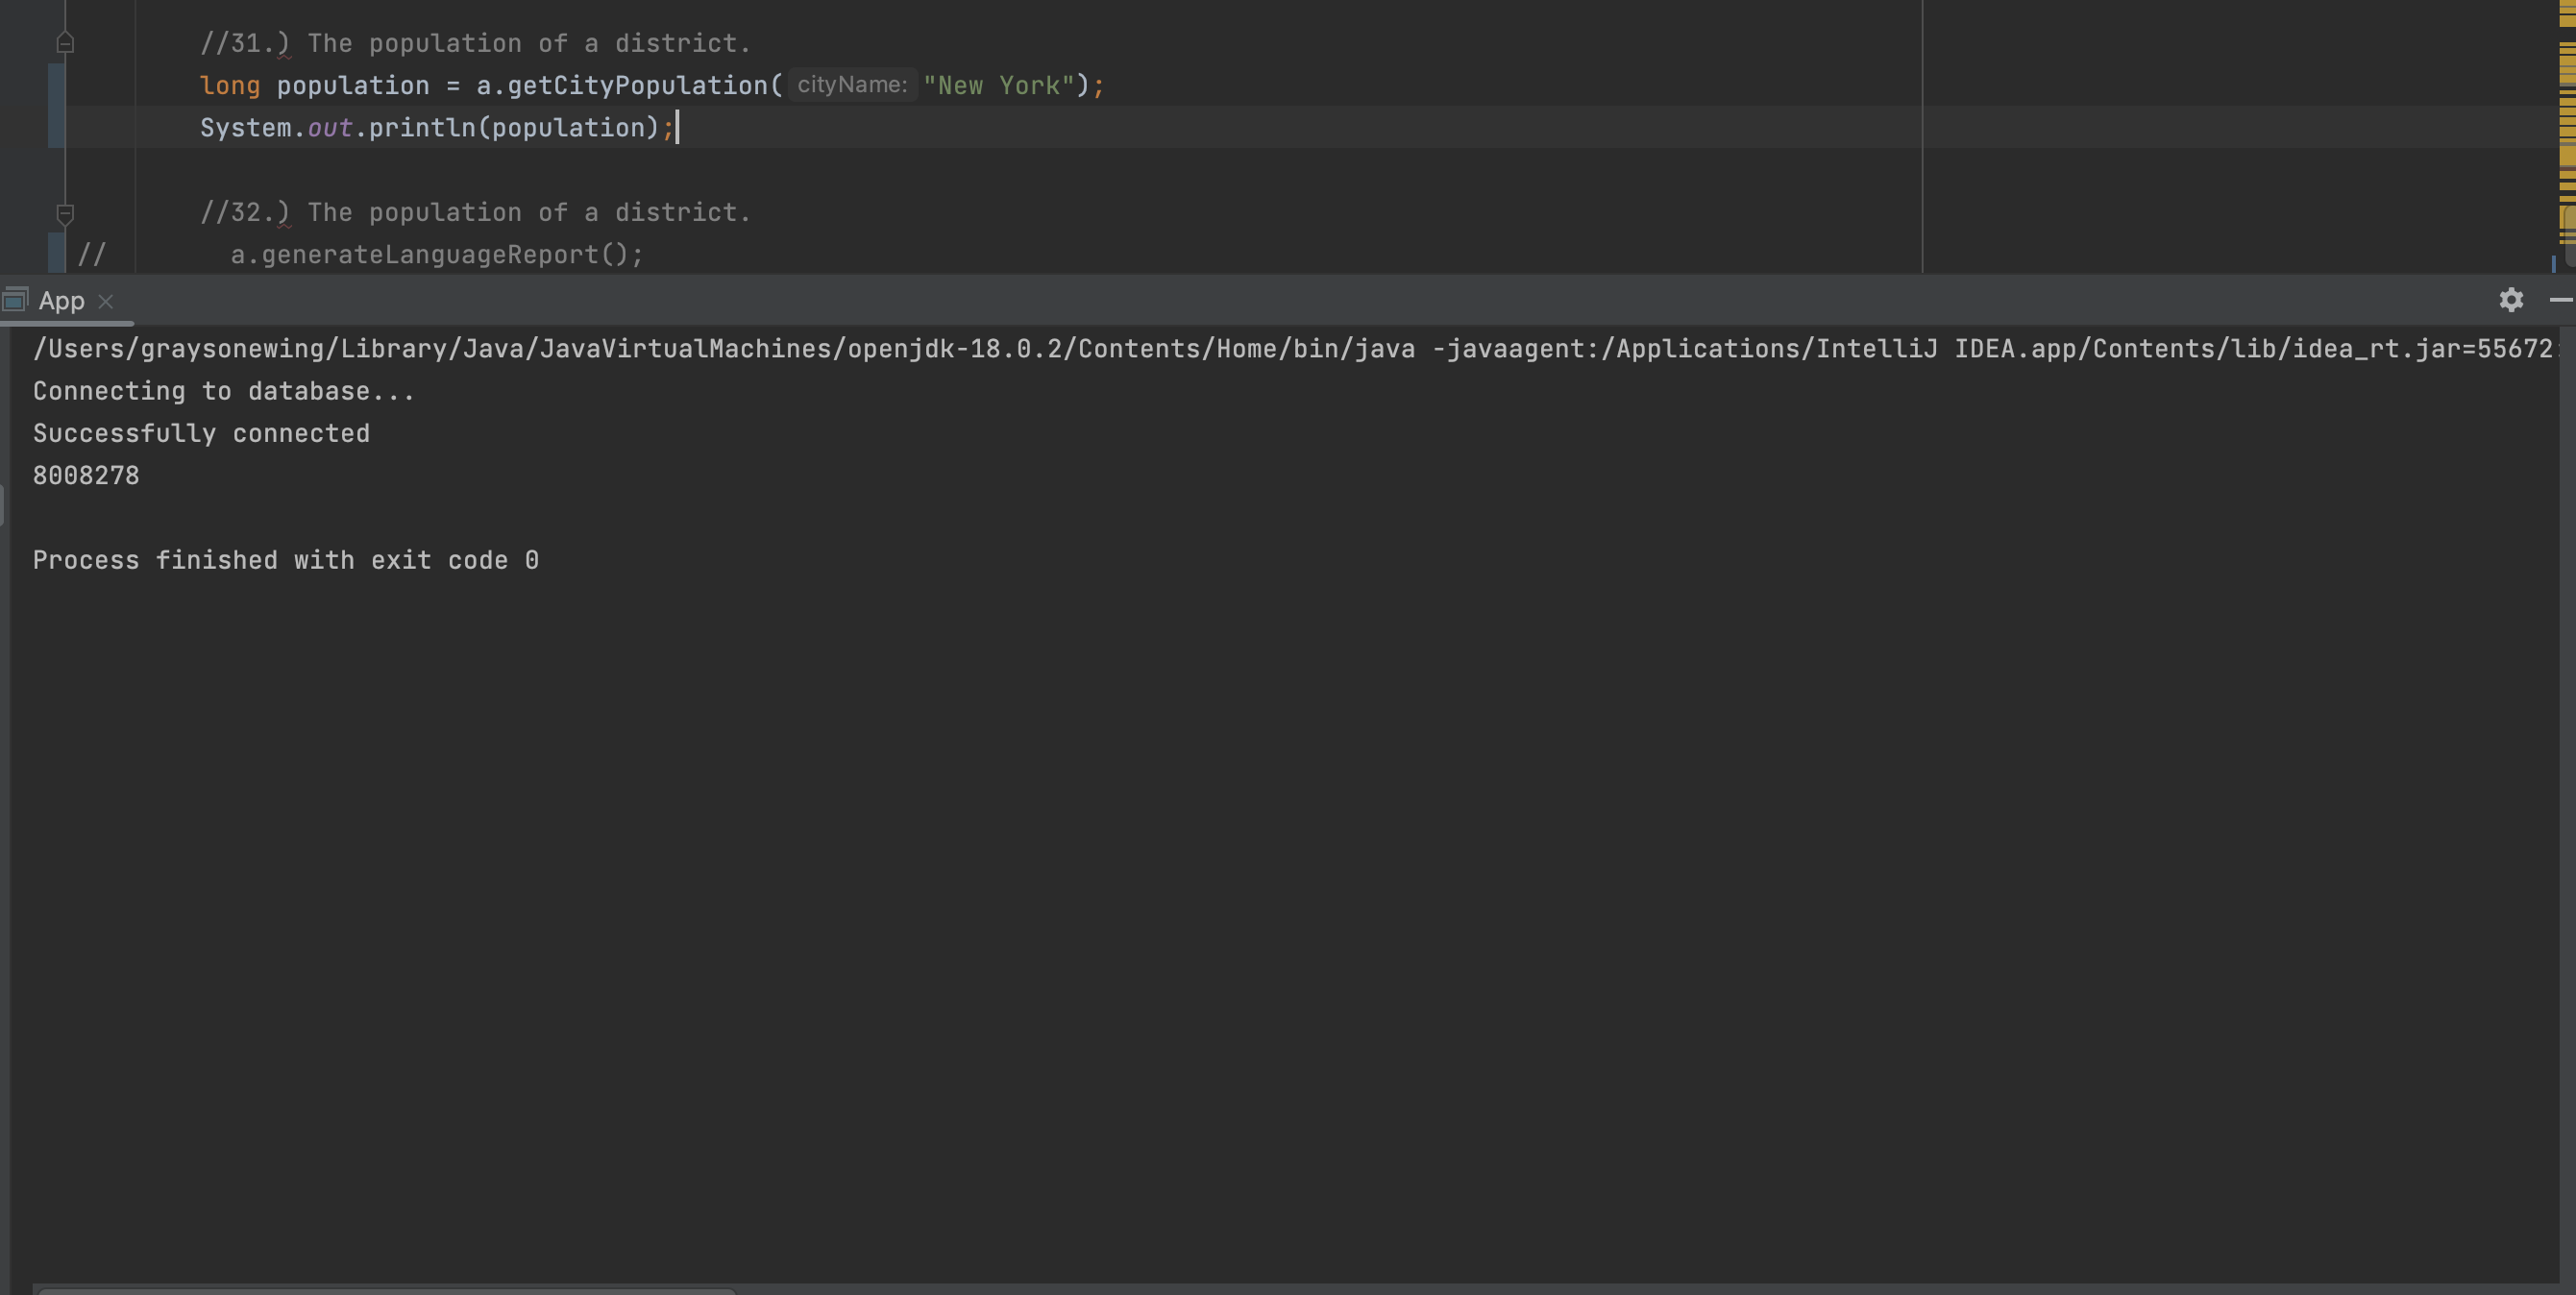 //31.) The population of a district.
long population = a.getCityPopulation( cityName: "New York");
System.out.println(population);
//32.) The population of a district.
// a.generateLanguageReport();
App
/Users/graysonewing/Library/Java/JavaVirtualMachines/openjdk-18.0.2/Contents/Home/bin/java -javaagent:/Applications/IntelliJ IDEA.app/Contents/lib/idea_rt.jar=55672:
Connecting to database...
Successfully connected
8008278
Process finished with exit code 0